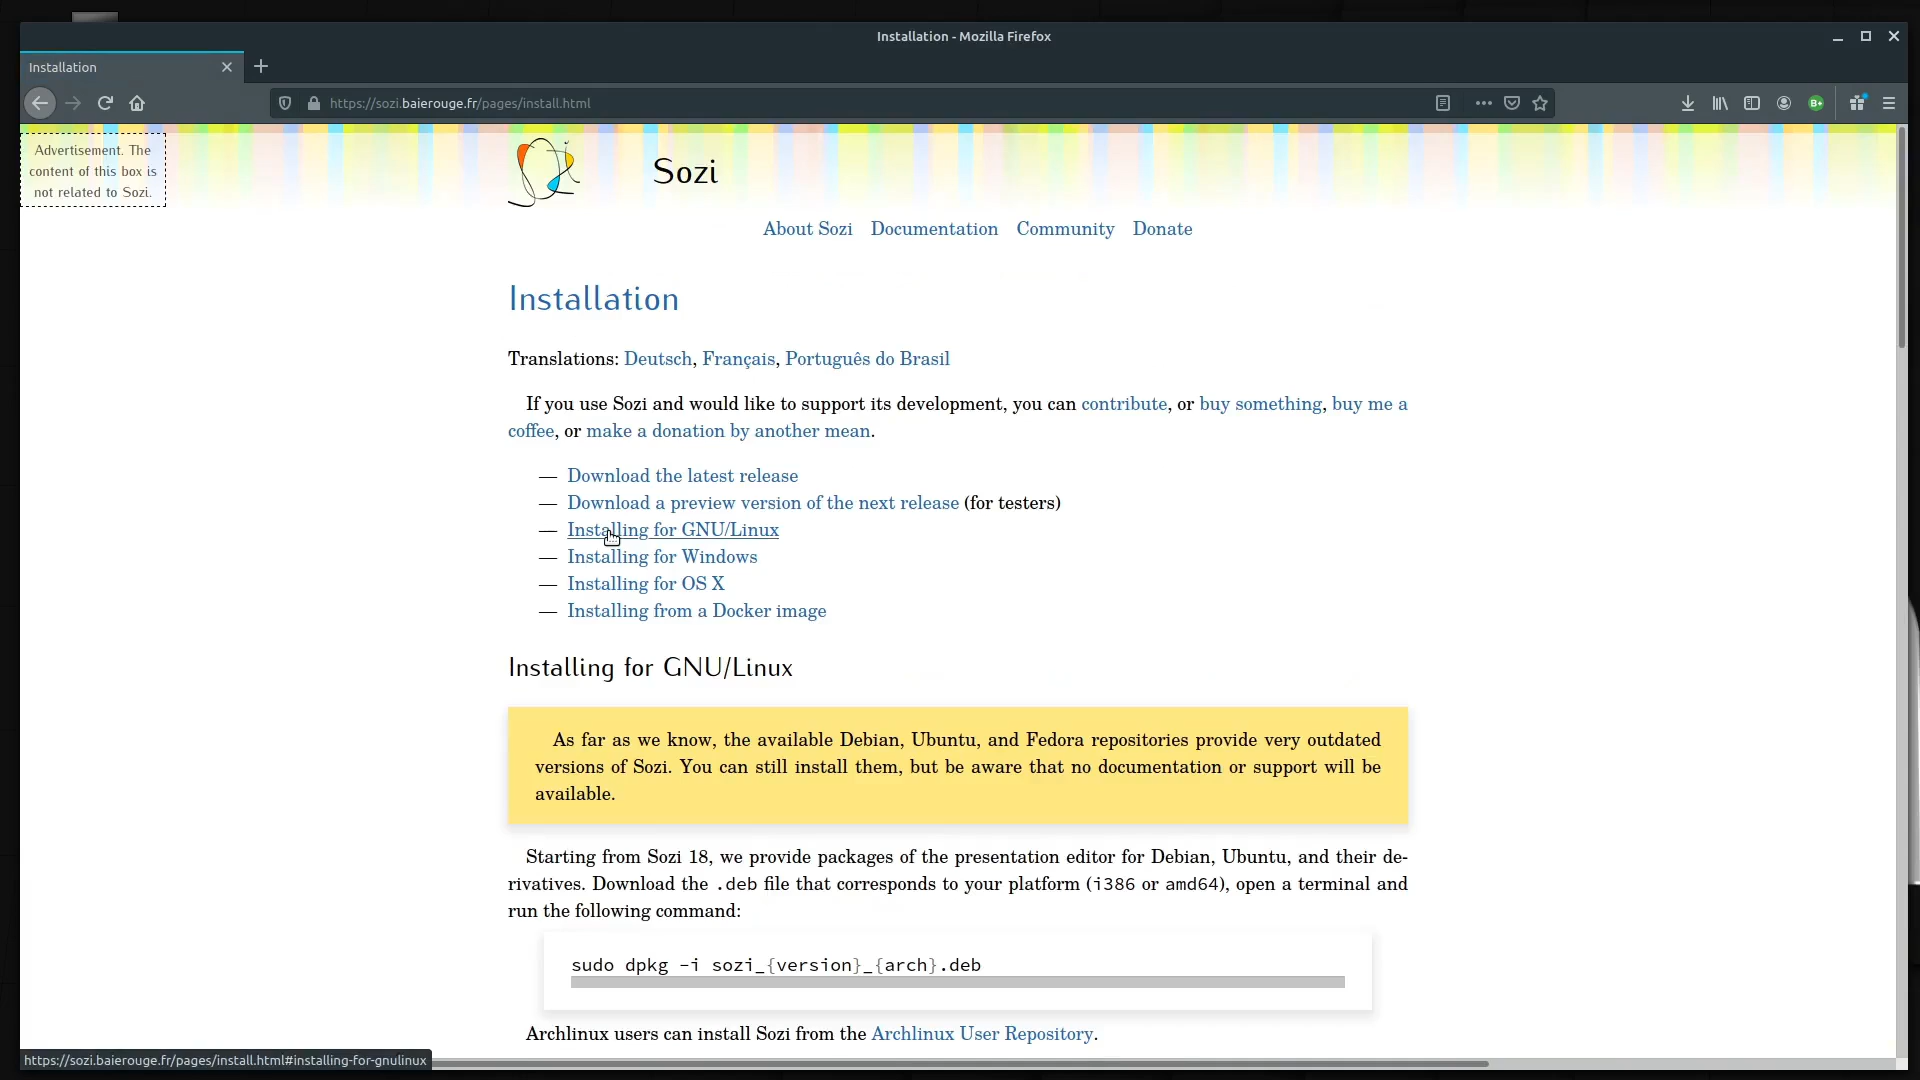 Installation - Mozilla Firefox
Installation
https://sozi.baierouge.fr/pages/install.html
Advertisement. The
content of this box is
not related to Sozi.
Sozi
About Sozi Documentation Community Donate
Installation
Translations: Deutsch, Français, Português do Brasil
If you use Sozi and would like to support its development, you can contribute, or buy something, buy me a
coffee, or make a donation by another mean.
— Download the latest release
— Download a preview version of the next release (for testers)
— Installing for GNU/Linux
— Installing for Windows
— Installing for OS X
— Installing from a Docker image
Installing for GNU/Linux
As far as we know, the available Debian, Ubuntu, and Fedora repositories provide very outdated
versions of Sozi. You can still install them, but be aware that no documentation or support will be
available.
Starting from Sozi 18, we provide packages of the presentation editor for Debian, Ubuntu, and their de-
rivatives. Download the .deb file that corresponds to your platform (i386 or amd64), open a terminal and
run the following command:
sudo dpkg -i sozi_{version}_{arch}.deb
Archlinux users can install Sozi from the Archlinux User Repository.
https://sozi.baierouge.fr/pages/install.html#installing-for-gnulinux